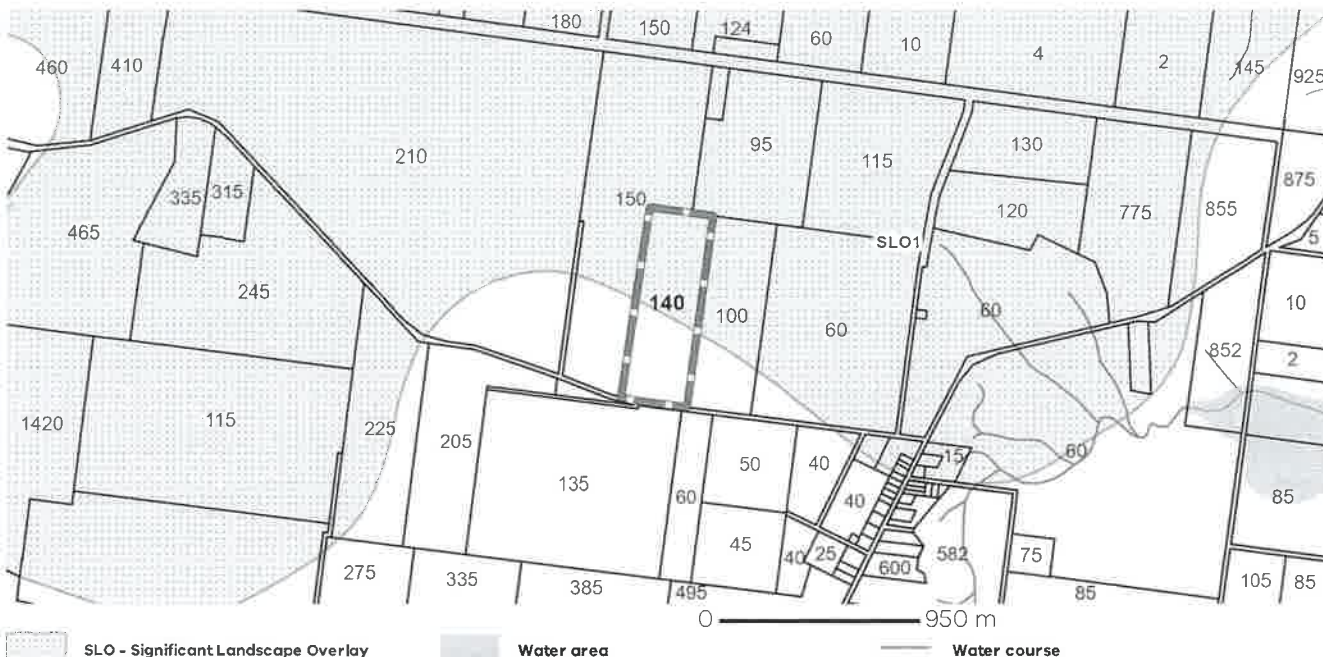 180 150 124 60 10 4 2 145 925
460 410
210 95 115 130 875
335 315 150 120 775 855
465 SLO1 5
245 140 100 60 60 10
852 2
1420 115 225 205 135 50 40 15 60
60 40 85
45 40 25 582 75
275 335 385 495 600 85 105 85
0 950 m
SLO - Significant Landscape Overlay Water area Water course